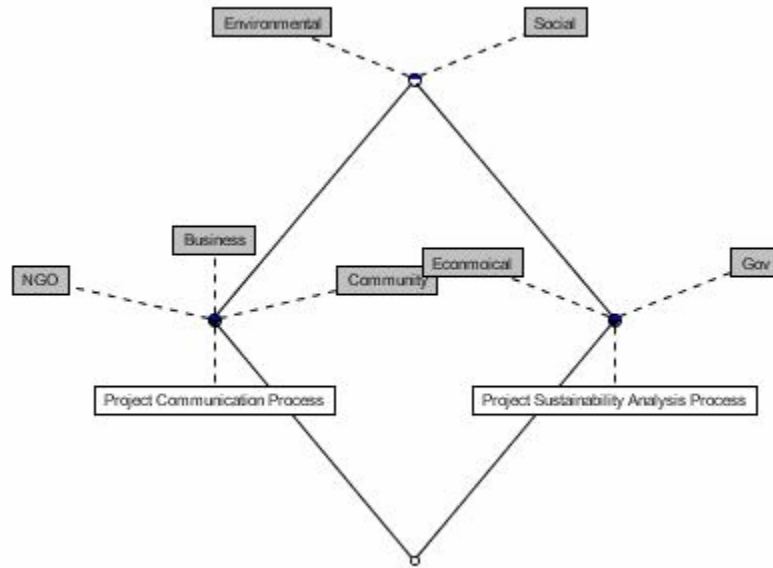 Environmental
Social
Business
NGO
Community
Econmoical
Gov
Project Communication Process
Project Sustainability Analysis Process